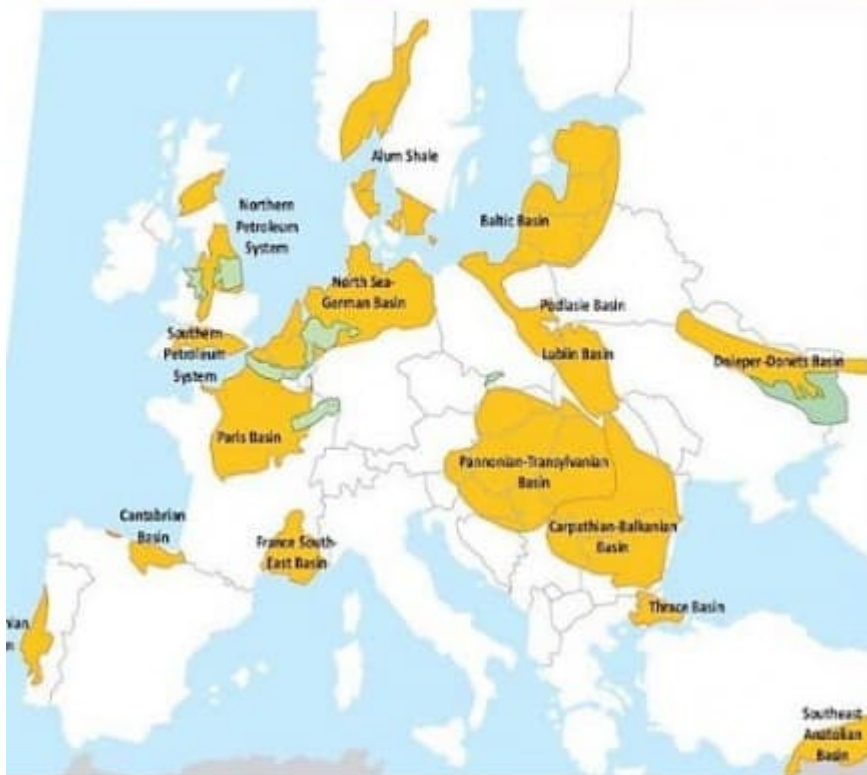 Alum Shale
Northern
Petroleum
System
Baltic Basin
North Sea-
German Basin
Podlasie Basin
Southern
Petroleum
System
Lublin Basin
Dnieper-Donets Basin
Paris Basin
Pannonian-Transylvanian
Basin
Cantabrian
Basin
France South-
East Basin
Carpathian-Balkanian
Basin
Thrace Basin
nian
n
Southeast
Anatolian
Basin